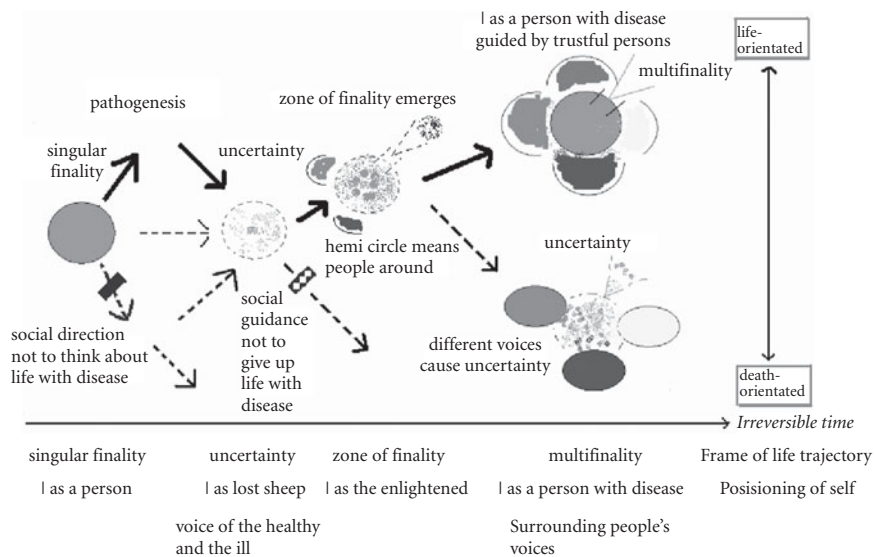 I as a person with disease
guided by trustful persons
life-
orientated
multifinality
pathogenesis
zone of finality emerges
singular
finality
uncertainty
hemi circle means
people around
uncertainty
social direction
not to think about
life with disease
social
guidance
not to
give up
life with
disease
different voices
cause uncertainty
death-
orientated
Irreversible time
singular finality uncertainty zone of finality multifinality Frame of life trajectory
I as a person I as lost sheep I as the enlightened I as a person with disease Posisioning of self
voice of the healthy
and the ill
Surrounding people's
voices